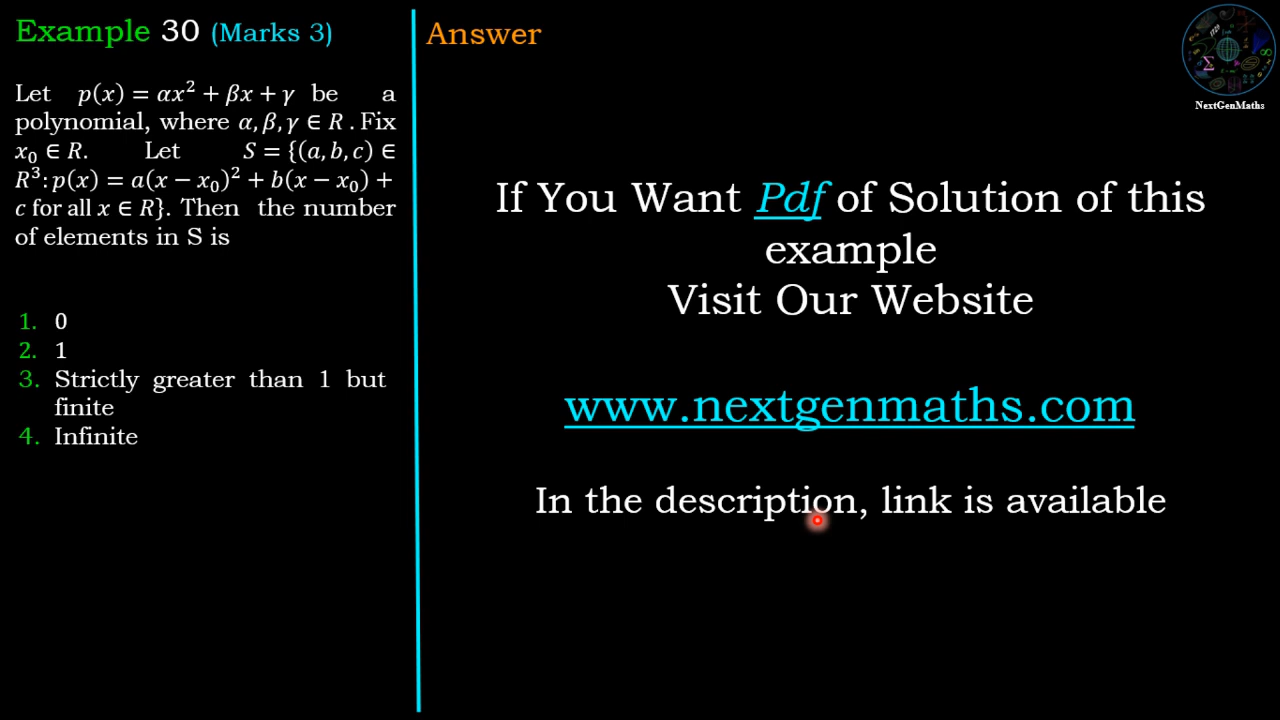 Example 30 (Marks 3)
Let p(x) = αx² + βx + γ be a
polynomial, where α, β, γ ∈ R . Fix
x₀ ∈ R. Let S = {(a, b, c) ∈
R³: p(x) = a(x − x₀)² + b(x − x₀) +
c for all x ∈ R}. Then the number
of elements in S is
1. 0
2. 1
3. Strictly greater than 1 but
finite
4. Infinite
Answer
If You Want Pdf of Solution of this
example
Visit Our Website
www.nextgenmaths.com
In the description, link is available
NextGenMaths